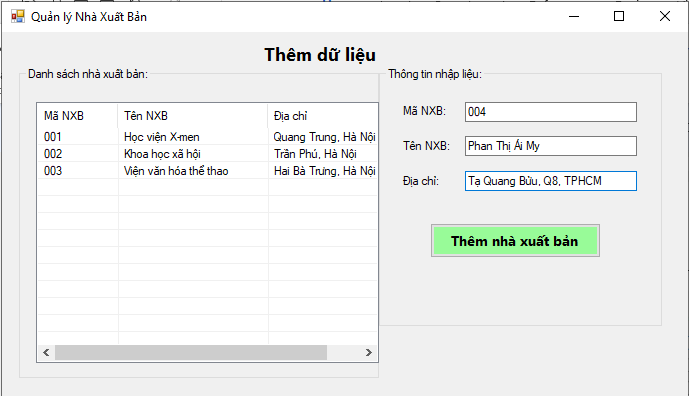 Quản lý Nhà Xuất Bản
Thêm dữ liệu
Danh sách nhà xuất bản:
Mã NXB Tên NXB Địa chỉ
001 Học viện X-men Quang Trung, Hà Nội
002 Khoa học xã hội Trần Phú, Hà Nội
003 Viện văn hóa thể thao Hai Bà Trưng, Hà Nội
Thông tin nhập liệu:
Mã NXB: 004
Tên NXB: Phan Thị Ái My
Địa chỉ: Tạ Quang Bửu, Q8, TPHCM
Thêm nhà xuất bản